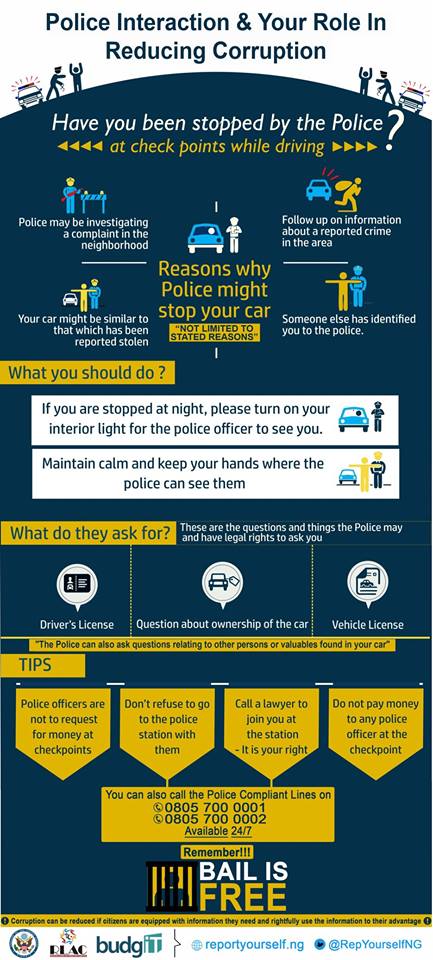 Police Interaction & Your Role In
Reducing Corruption
Have you been stopped by the Police?
at check points while driving
Police may be investigating
a complaint in the
neighborhood
Follow up on information
about a reported crime
in the area
Reasons why
Police might
stop your car
"NOT LIMITED TO
STATED REASONS"
Your car might be similar to
that which has been
reported stolen
Someone else has identified
you to the police.
What you should do ?
If you are stopped at night, please turn on your
interior light for the police officer to see you.
Maintain calm and keep your hands where the
police can see them
What do they ask for?
These are the questions and things the Police may
and have legal rights to ask you
Driver's License
Question about ownership of the car
Vehicle License
"The Police can also ask questions relating to other persons or valuables found in your car"
TIPS
Police officers are
not to request
for money at
checkpoints
Don't refuse to go
to the police
station with
them
Call a lawyer to
join you at
the station
- It is your right
Do not pay money
to any police
officer at the
checkpoint
You can also call the Police Compliant Lines on
0805 700 0001
0805 700 0002
Available 24/7
Remember!!!
BAIL IS
FREE
Corruption can be reduced if citizens are equipped with information they need and rightfully use the information to their advantage
RLAC
budgIT
reportyourself.ng
@RepYourselfNG